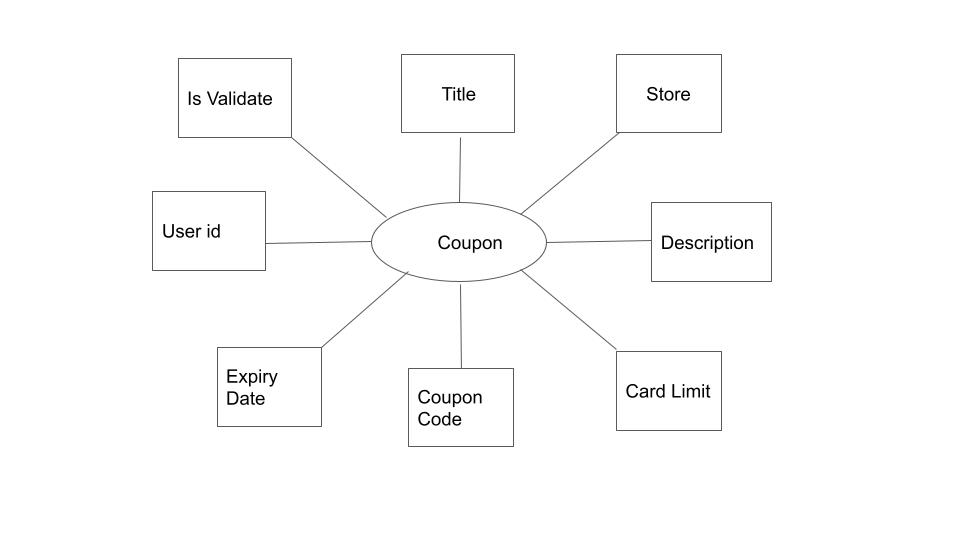 Is Validate
Title
Store
User id
Coupon
Description
Expiry
Date
Coupon
Code
Card Limit